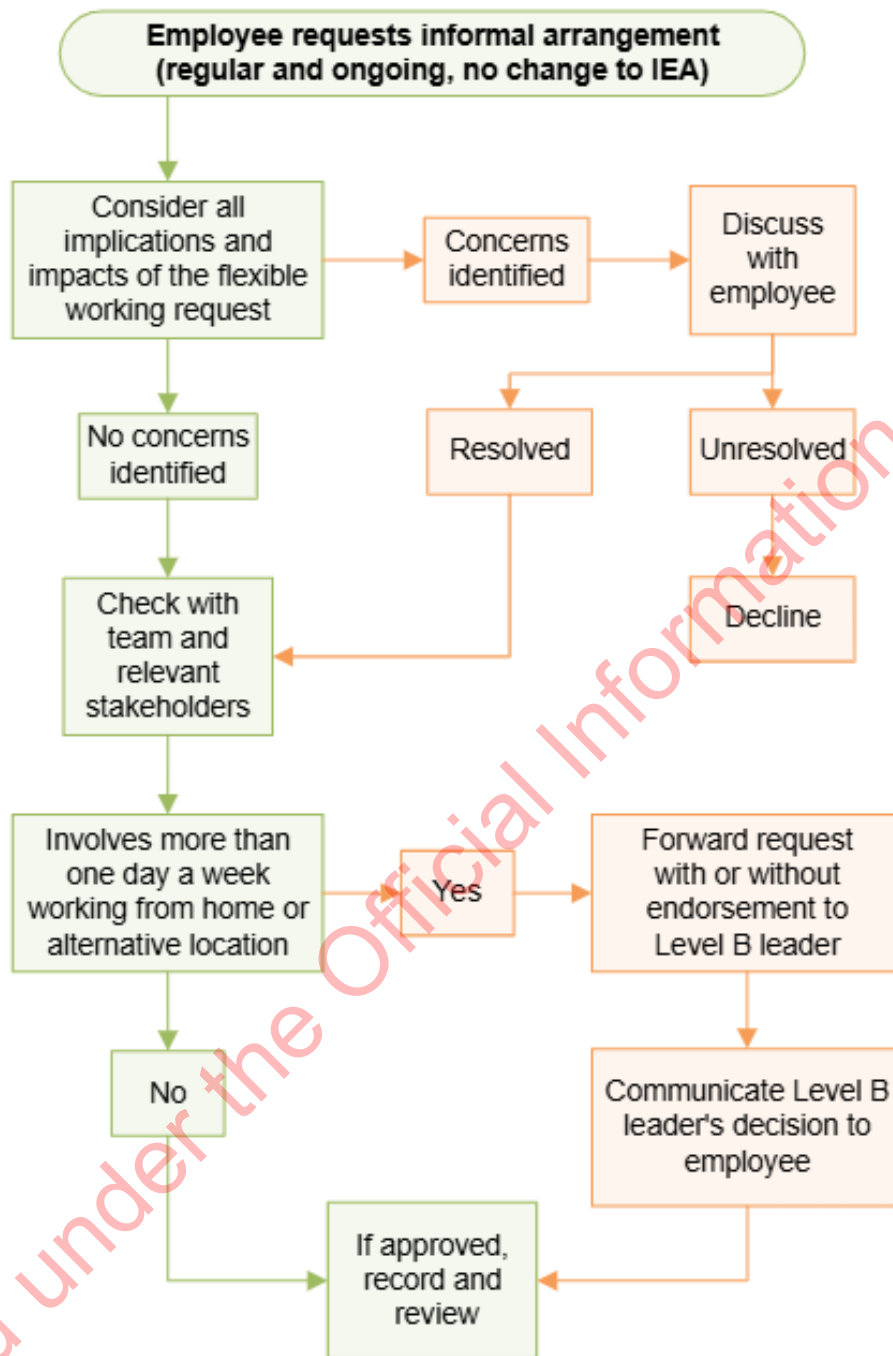 Employee requests informal arrangement
(regular and ongoing, no change to IEA)
Consider all
implications and
impacts of the flexible
working request
Concerns
identified
Discuss
with
employee
No concerns
identified
Resolved
Unresolved
Check with
team and
relevant
stakeholders
Decline
Involves more than
one day a week
working from home or
alternative location
Yes
Forward request
with or without
endorsement to
Level B leader
No
Communicate Level B
leader's decision to
employee
If approved,
record and
review
under the Official Information